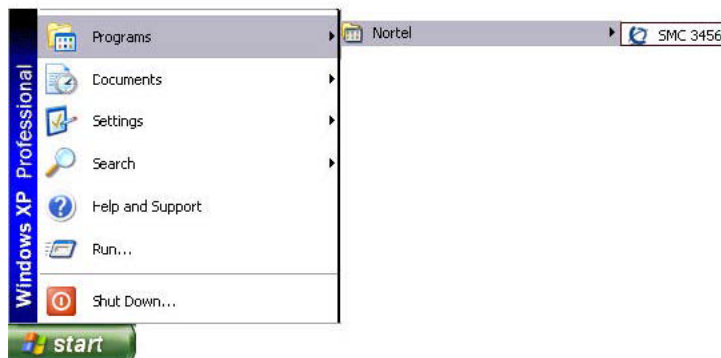 Windows XP Professional
Programs
Nortel
SMC 3456
Documents
Settings
Search
Help and Support
Run...
Shut Down...
start